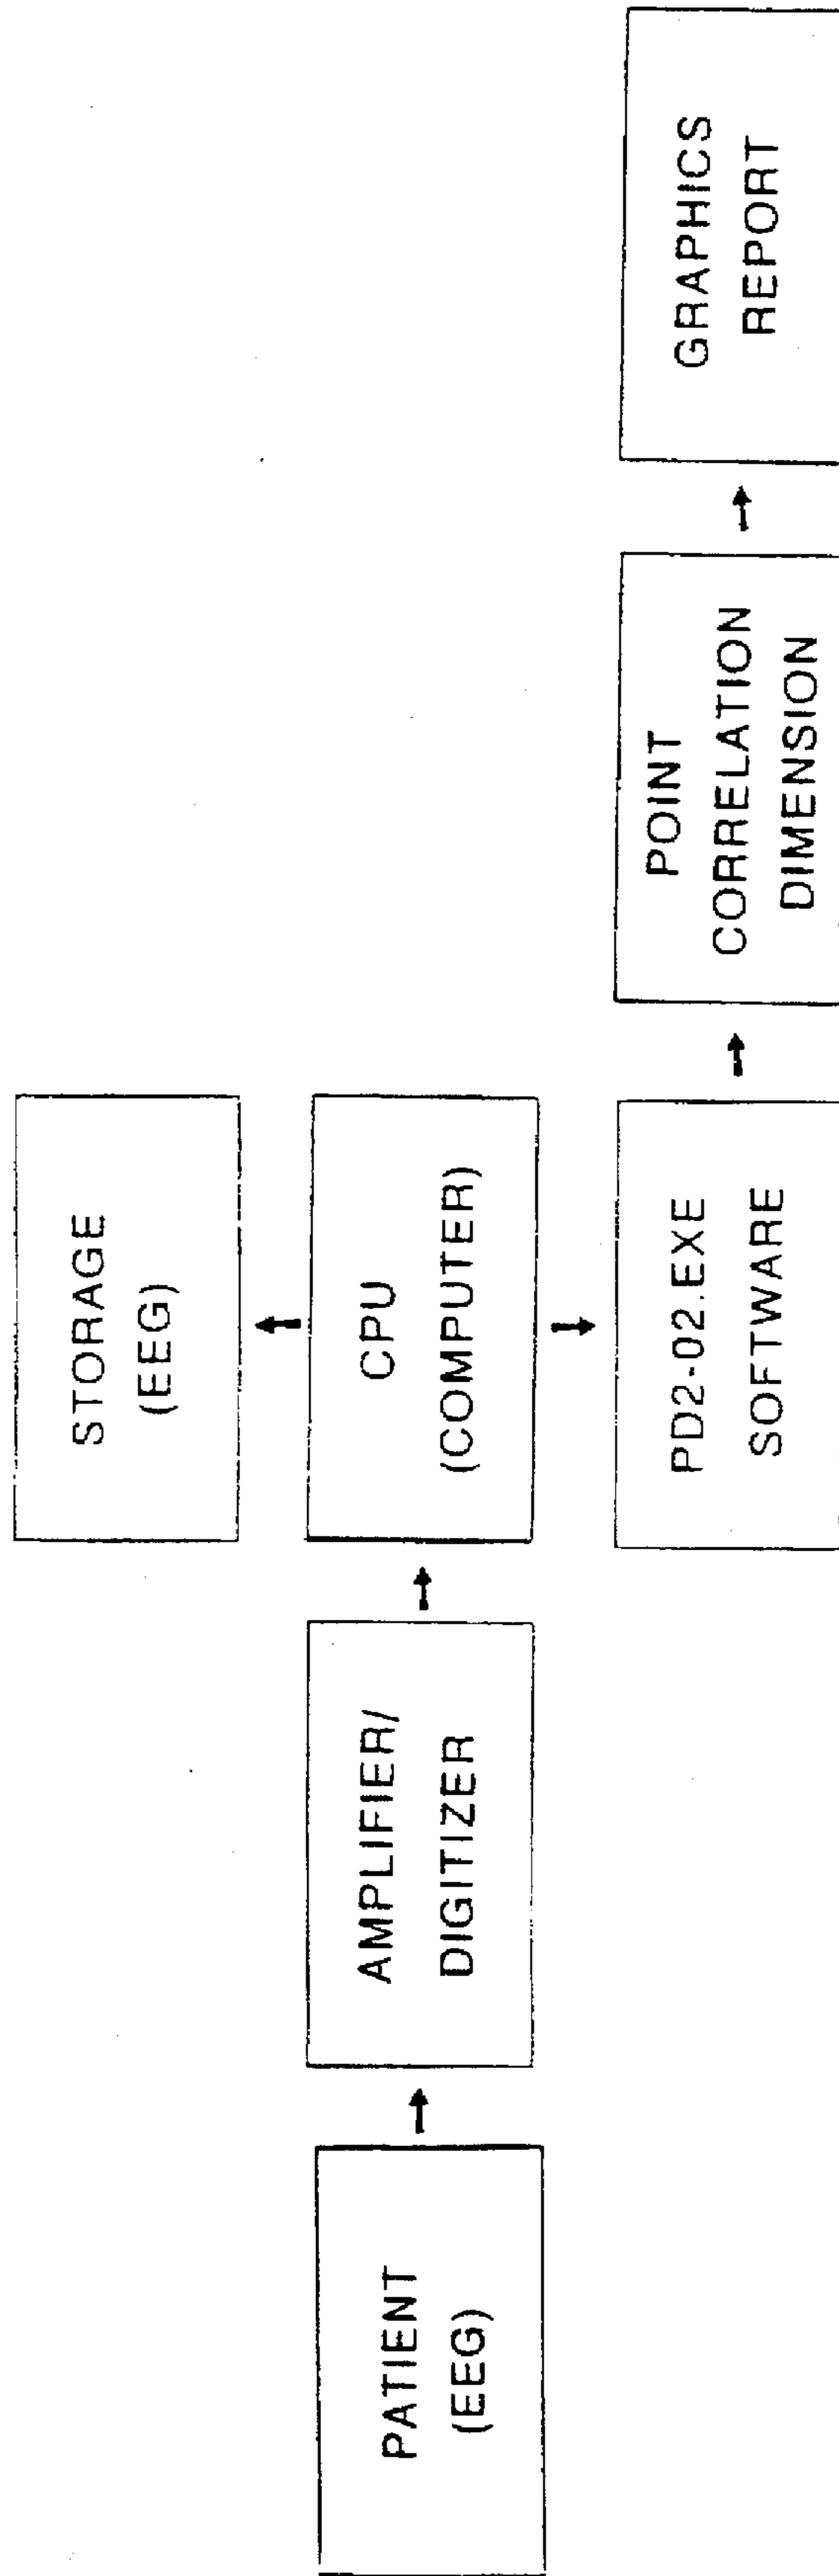 PATIENT
(EEG)
AMPLIFIER/
DIGITIZER
STORAGE
(EEG)
CPU
(COMPUTER)
PD2-02.EXE
SOFTWARE
POINT
CORRELATION
DIMENSION
GRAPHICS
REPORT